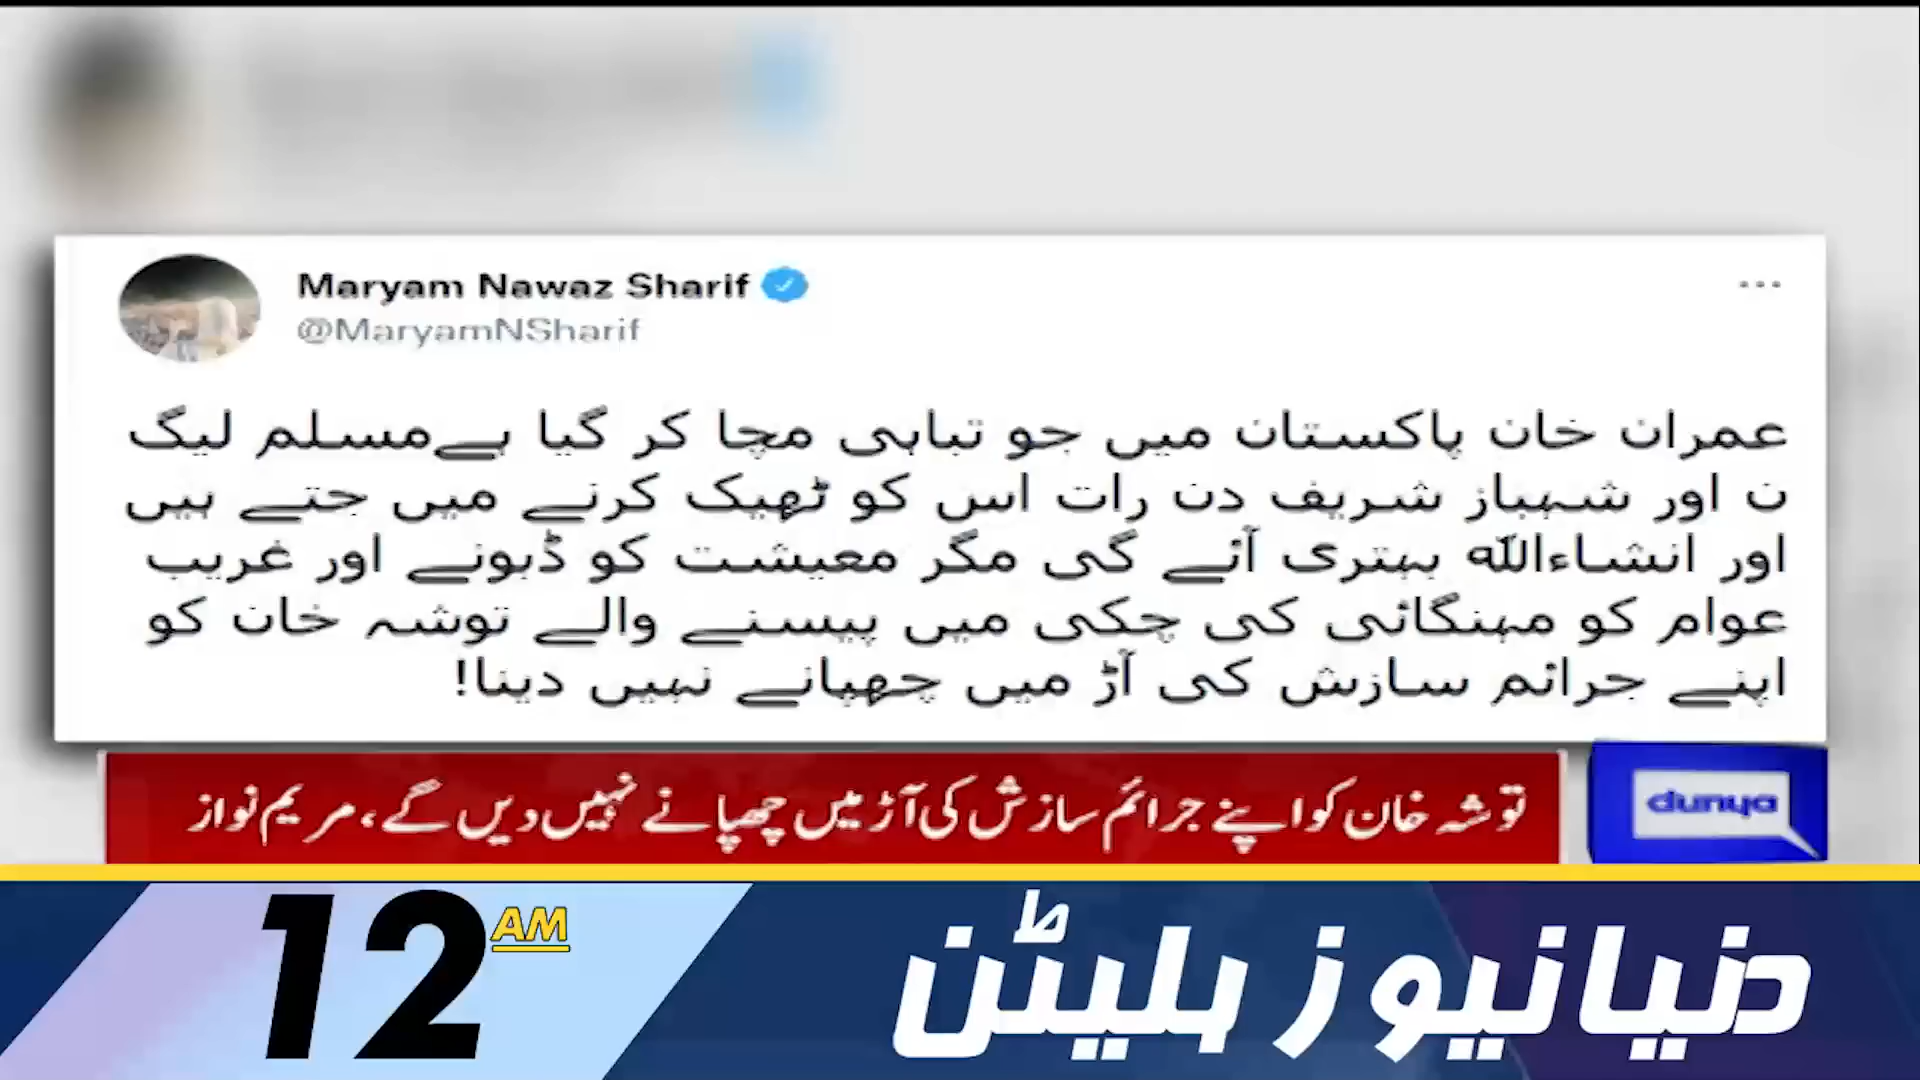 Maryam Nawaz Sharif
@MaryamNSharif
عمران خان پاکستان میں جو تباہی مچا کر گیا ہےمسلم لیگ
ن اور شہباز شریف دن رات اس کو ٹھیک کرنے میں جتے ہیں
اور انشاءاللّٰہ بہتری آئے گی مگر معیشت کو ڈبونے اور غریب
عوام کو مہنگائی کی چکی میں پیسنے والے توشہ خان کو
اپنے جرائم سازش کی آڑ میں چھپانے نہیں دینا!
توشہ خان کو اپنے جرائم سازش کی آڑ میں چھپانے نہیں دیں گے، مریم نواز
dunya
12 AM
دنیا نیوز بلیٹن